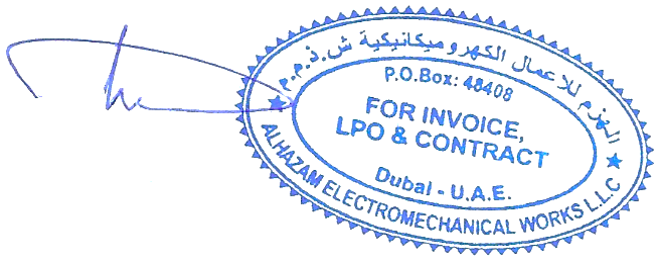 الهزم للاعمال الكهروميكانيكية ش.ذ.م.م
P.O.Box: 48408
FOR INVOICE,
LPO & CONTRACT
Dubai - U.A.E.
ALHAZAM ELECTROMECHANICAL WORKS L.L.C